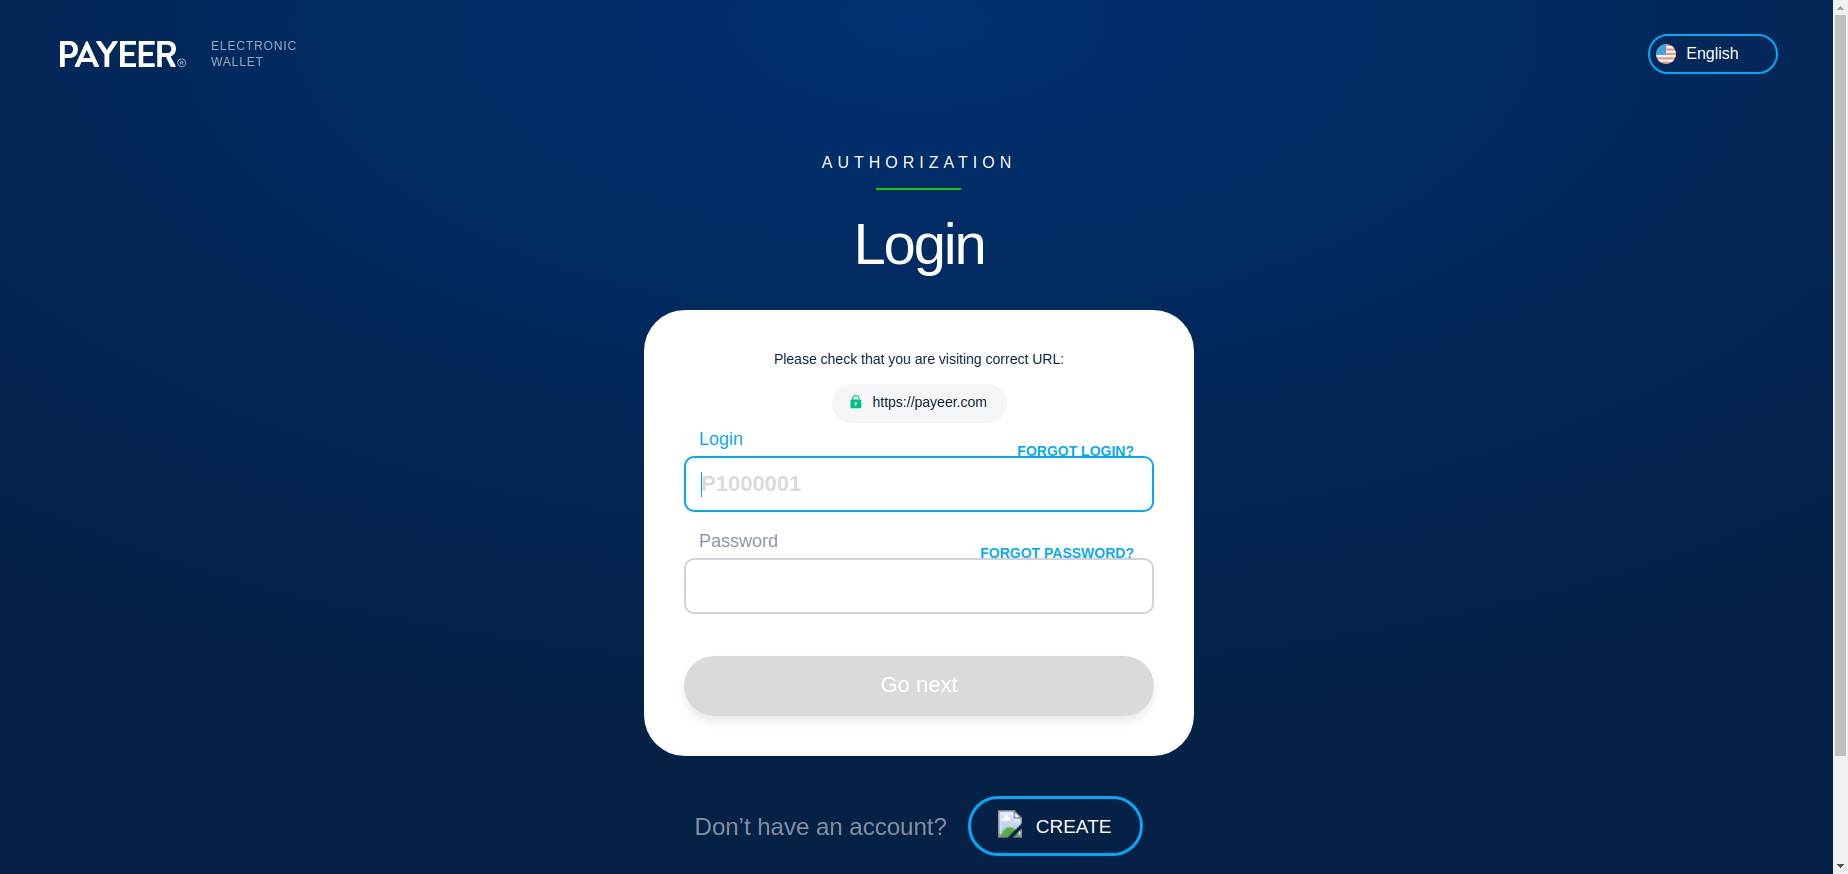 PAYEER®
ELECTRONIC
WALLET
English
AUTHORIZATION
Login
Please check that you are visiting correct URL:
https://payeer.com
Login
FORGOT LOGIN?
P1000001
Password
FORGOT PASSWORD?
Go next
Don’t have an account?
CREATE